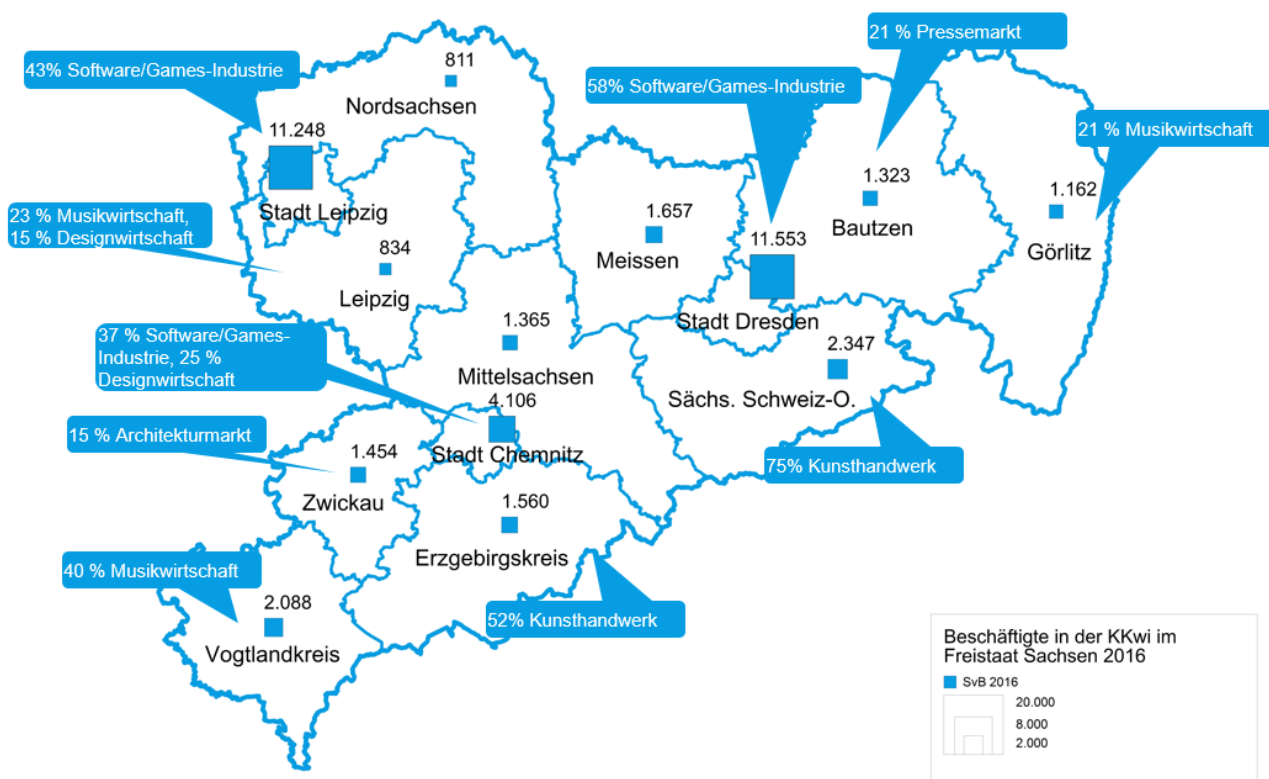 21 % Pressemarkt
43% Software/Games-Industrie
811
58% Software/Games-Industrie
Nordsachsen
11.248
21 % Musikwirtschaft
1.323
1.162
Stadt Leipzig
23 % Musikwirtschaft,
15 % Designwirtschaft
1.657
Bautzen
834
11.553
Görlitz
Meissen
Leipzig
Stadt Dresden
37 % Software/Games-
Industrie, 25 %
Designwirtschaft
1.365
2.347
Mittelsachsen
Sächs. Schweiz-O.
4.106
15 % Architekturmarkt
1.454
Stadt Chemnitz
75% Kunsthandwerk
Zwickau
1.560
Erzgebirgskreis
40 % Musikwirtschaft
2.088
52% Kunsthandwerk
Vogtlandkreis
Beschäftigte in der KKwi im
Freistaat Sachsen 2016
SvB 2016
20.000
8.000
2.000